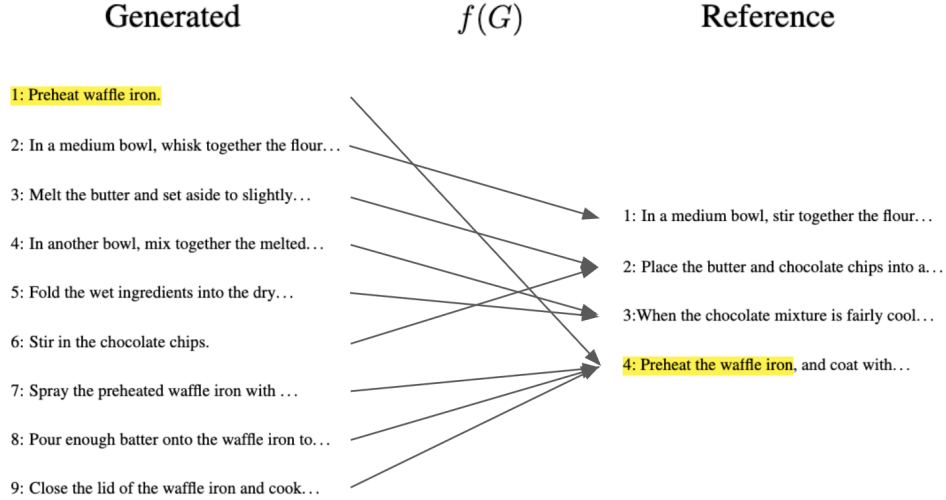 Generated f(G) Reference
1: Preheat waffle iron.
2: In a medium bowl, whisk together the flour...
3: Melt the butter and set aside to slightly...
4: In another bowl, mix together the melted...
5: Fold the wet ingredients into the dry...
6: Stir in the chocolate chips.
7: Spray the preheated waffle iron with ...
8: Pour enough batter onto the waffle iron to...
9: Close the lid of the waffle iron and cook...
1: In a medium bowl, stir together the flour...
2: Place the butter and chocolate chips into a...
3:When the chocolate mixture is fairly cool...
4: Preheat the waffle iron, and coat with...